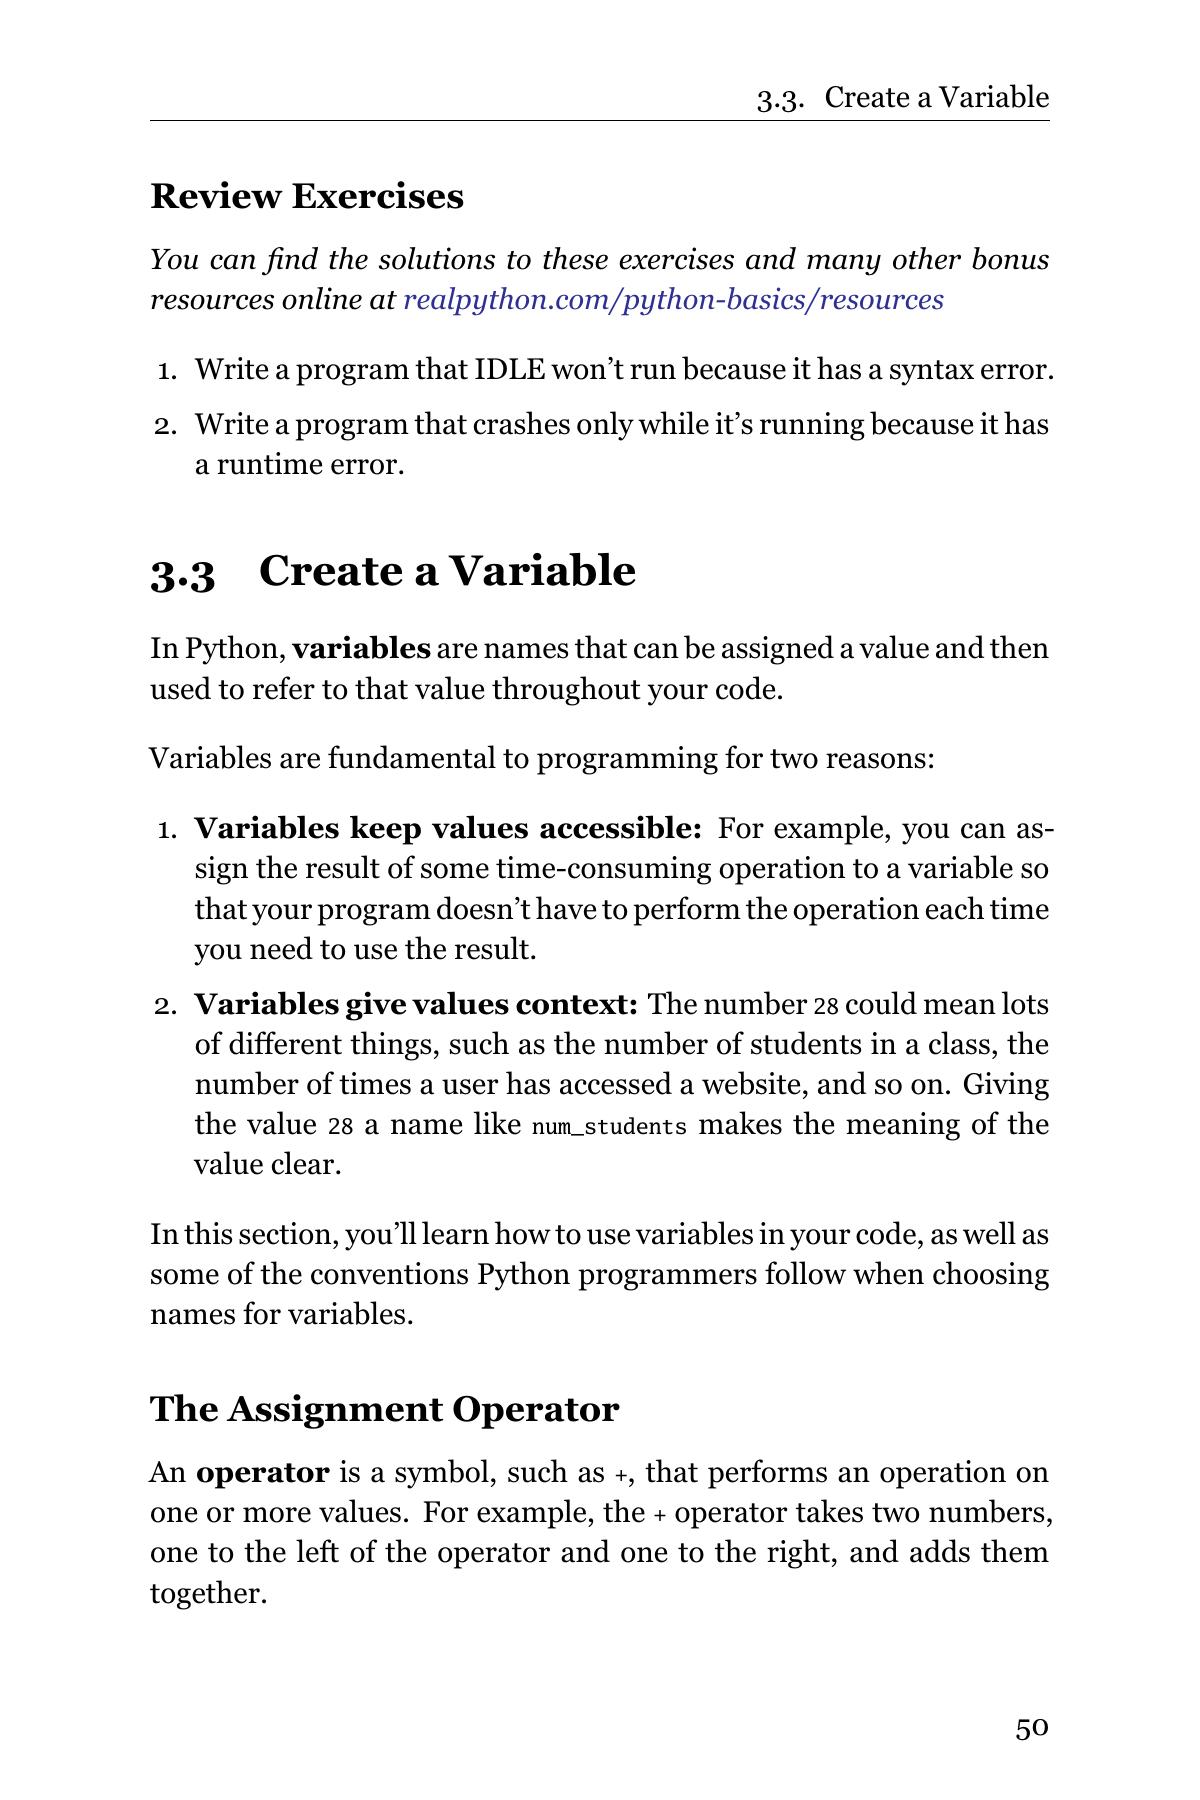 3.3. Create a Variable
Review Exercises
You can find the solutions to these exercises and many other bonus
resources online at realpython.com/python-basics/resources
1. Write a program that IDLE won’t run because it has a syntax error.
2. Write a program that crashes only while it’s running because it has
a runtime error.
3.3 Create a Variable
In Python, variables are names that can be assigned a value and then
used to refer to that value throughout your code.
Variables are fundamental to programming for two reasons:
1. Variables keep values accessible: For example, you can as-
sign the result of some time-consuming operation to a variable so
that your program doesn’t have to perform the operation each time
you need to use the result.
2. Variables give values context: The number 28 could mean lots
of different things, such as the number of students in a class, the
number of times a user has accessed a website, and so on. Giving
the value 28 a name like num_students makes the meaning of the
value clear.
In this section, you’ll learn how to use variables in your code, as well as
some of the conventions Python programmers follow when choosing
names for variables.
The Assignment Operator
An operator is a symbol, such as +, that performs an operation on
one or more values. For example, the + operator takes two numbers,
one to the left of the operator and one to the right, and adds them
together.
50